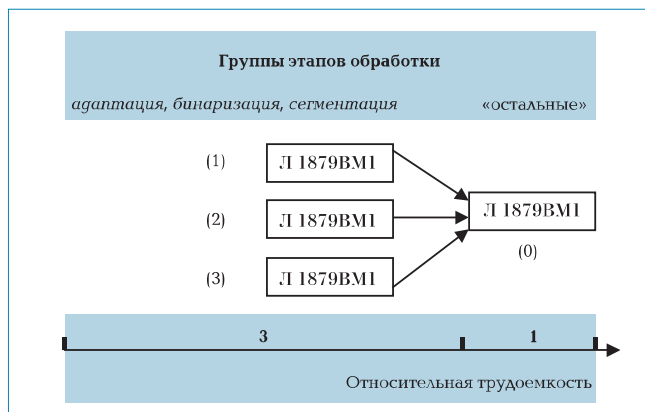 Группы этапов обработки
адаптация, бинаризация, сегментация «остальные»
(1) Л 1879ВМ1
Л 1879ВМ1
(2) Л 1879ВМ1
(0)
(3) Л 1879ВМ1
3 1
Относительная трудоемкость